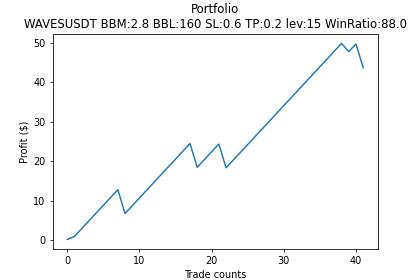 Portfolio
WAVESUSDT BBM:2.8 BBL:160 SL:0.6 TP:0.2 lev:15 WinRatio:88.0
50
40
30
20
10
0
Profit ($)
0 10 20 30 40
Trade counts